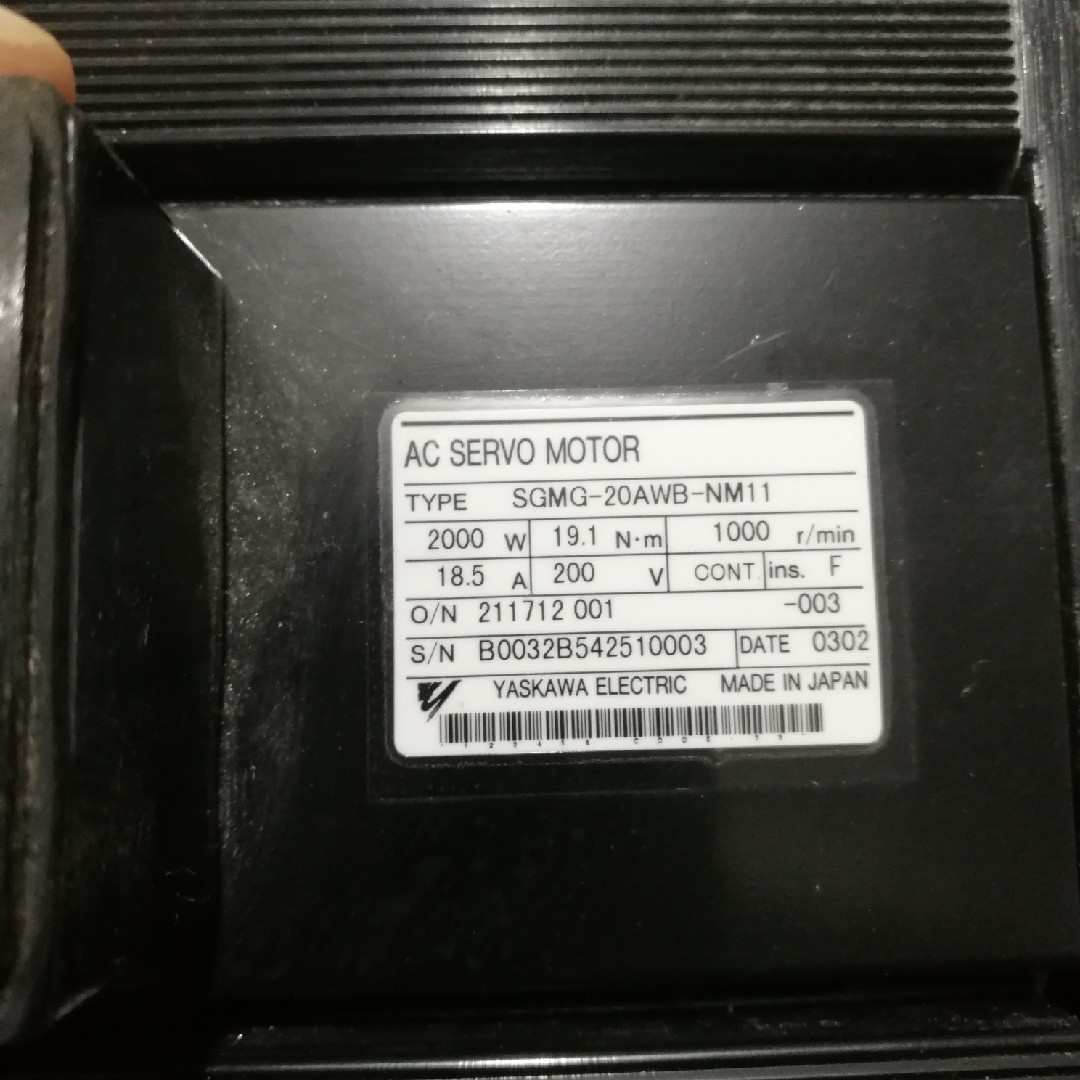 AC SERVO MOTOR
TYPE SGMG-20AWB-NM11
2000 W 19.1 N·m 1000 r/min
18.5 A 200 V CONT. ins. F
O/N 211712 001 -003
S/N B0032B542510003 DATE 0302
YASKAWA ELECTRIC MADE IN JAPAN